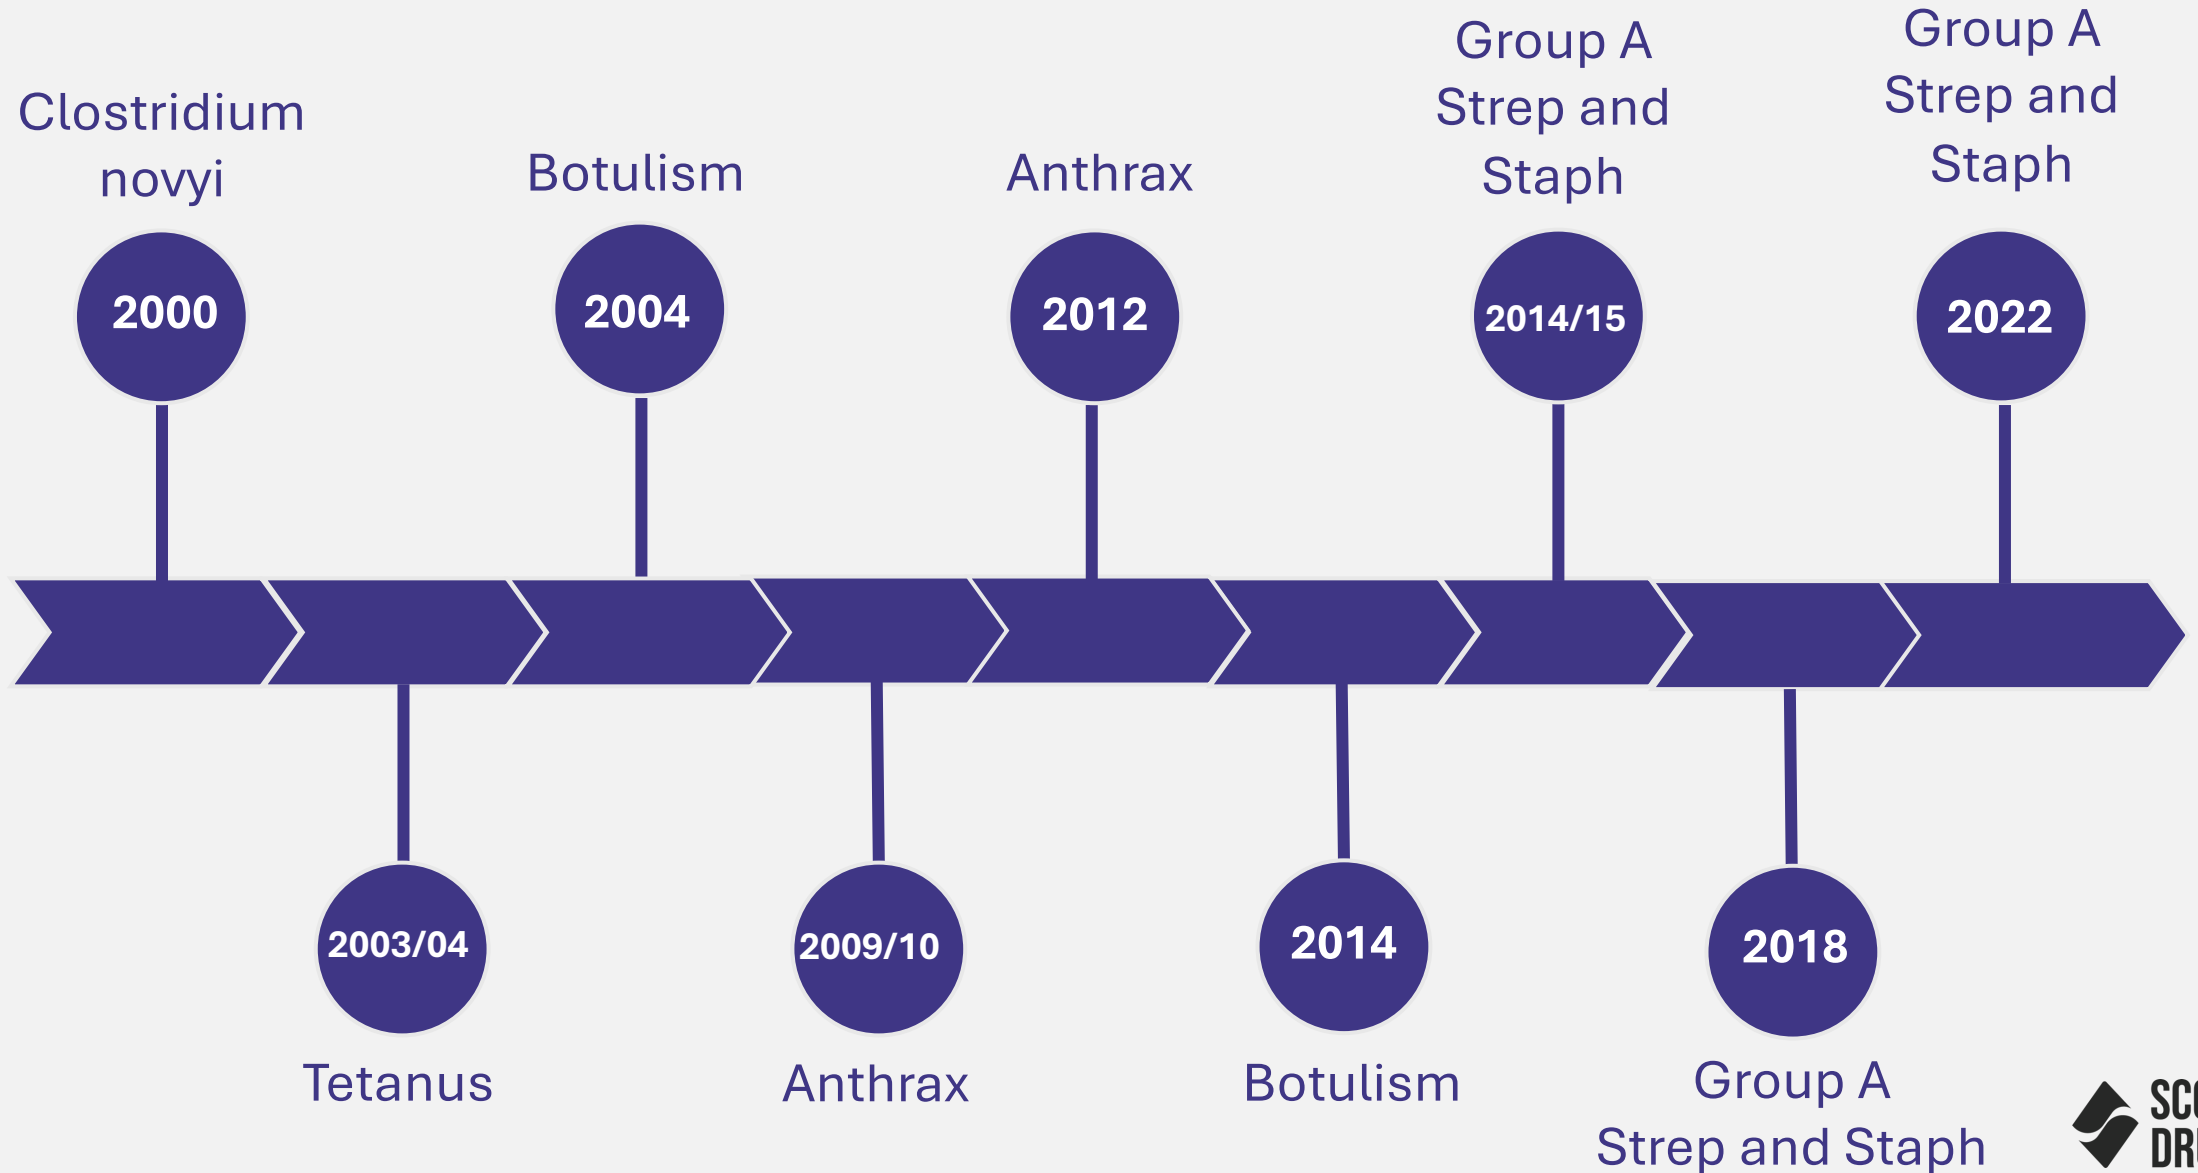 Clostridium
novyi
2000
Tetanus
2003/04
Botulism
2004
Anthrax
2009/10
Anthrax
2012
Botulism
2014
Group A
Strep and
Staph
2014/15
Group A
Strep and Staph
2018
Group A
Strep and
Staph
2022